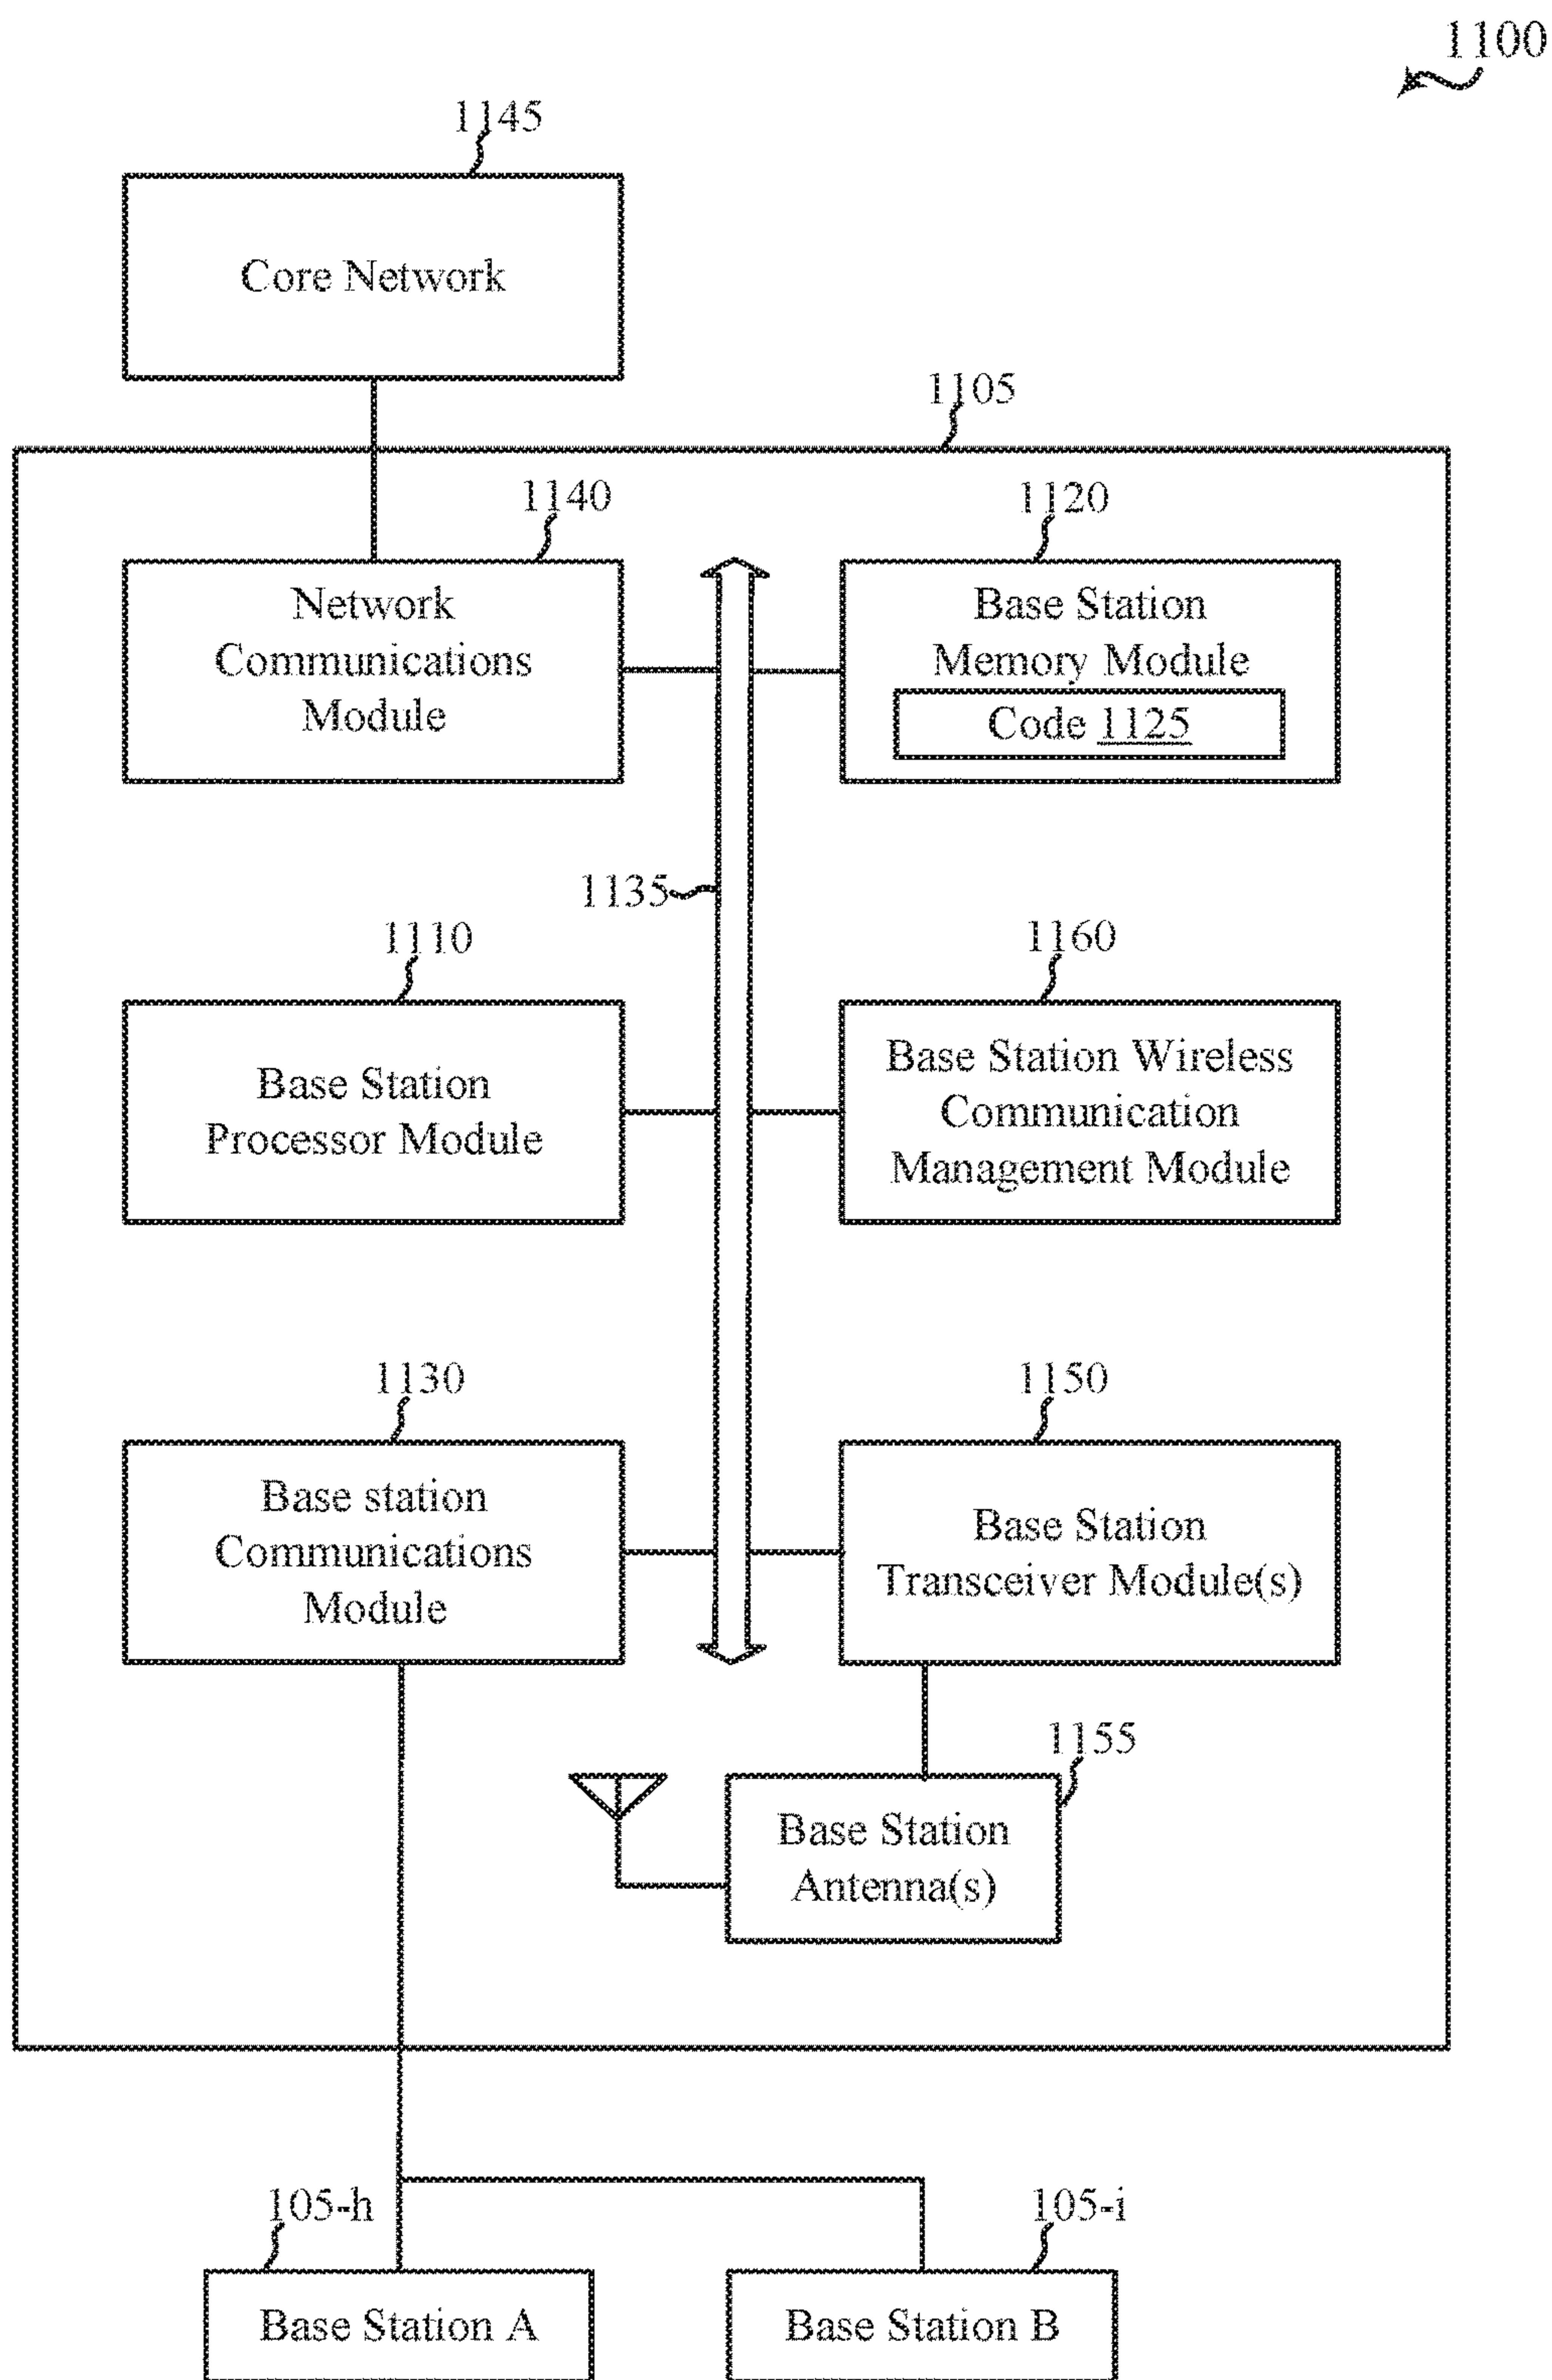 1100
1145
Core Network
1105
1140
1120
Network
Communications
Module
Base Station
Memory Module
Code 1125
1135
1110
1160
Base Station
Processor Module
Base Station Wireless
Communication
Management Module
1130
1150
Base station
Communications
Module
Base Station
Transceiver Module(s)
1155
Base Station
Antenna(s)
105-h
105-i
Base Station A
Base Station B